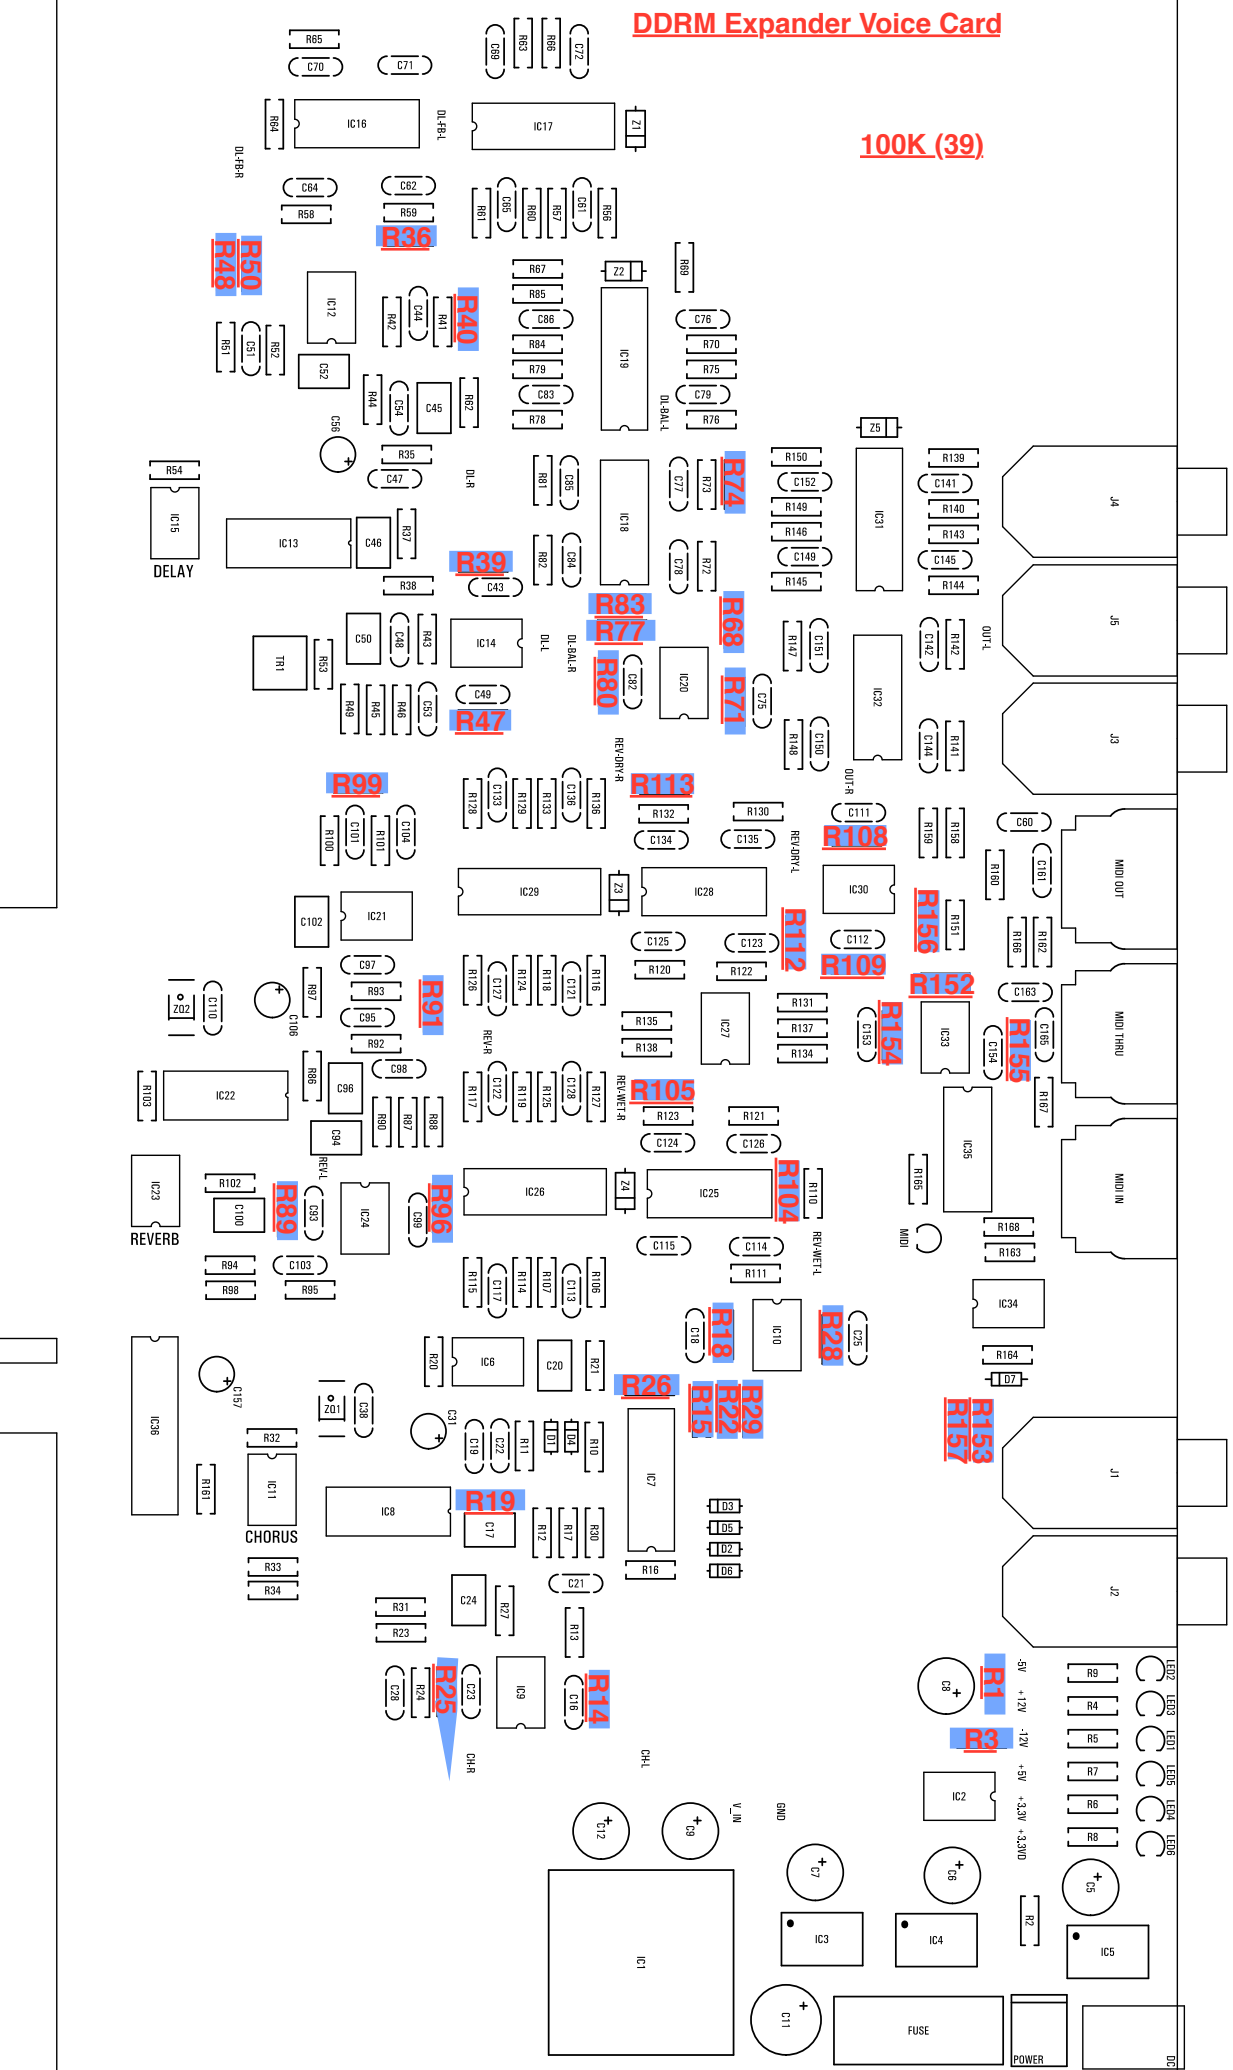 DDRM Expander Voice Card
R65
C70
C71
C69
R63
R66
C72
R64
IC16
DL-FB-L
IC17
Z1
100K (39)
DL-FB-R
C64
C62
R58
R59
R61
C65
R60
R57
C61
R56
R36
R48
R50
R67
Z2
R69
R85
IC12
R42
C44
R41
R40
C86
C76
R84
IC19
R70
R51
C51
R52
C52
R79
R75
R44
C54
C45
R62
C83
C79
R78
DL-BAL-L
R76
C56
Z5
R35
R54
C47
DL-R
R81
C85
C77
R73
R74
R150
R139
C152
C141
IC15
IC18
R149
IC31
R140
J4
IC13
C46
R37
R146
R143
DELAY
R39
R82
C84
C78
R72
C149
C145
R38
C43
R145
R144
R83
R77
R68
C50
C48
R43
IC14
DL-L
DL-BAL-R
R147
C151
C142
R142
OUT-L
J5
TR1
R53
R80
C82
IC20
R71
C75
IC32
R49
R45
R46
C53
C49
R47
R148
C150
C144
R141
J3
REV-DRY-R
R99
R128
C133
R129
R133
C136
R136
R113
OUT-R
R132
R130
C111
R100
C101
R101
C104
C134
C135
REV-DRY-L
R108
R159
R158
C60
IC29
Z3
IC28
IC30
R160
C161
MIDI OUT
C102
IC21
R112
R156
R151
C125
C123
C112
R166
R162
C97
R120
R122
R109
R152
ZQ2
C110
C106
R97
R93
R91
R126
C127
R124
R118
C121
R116
R131
C163
C95
R135
IC27
R137
C153
R154
IC33
C154
R155
C165
MIDI THRU
R92
REV-R
R138
R134
R86
C98
R103
IC22
C96
R117
C122
R119
R125
C128
R127
REV-WET-R
R105
R167
R90
R87
R88
R123
R121
C94
C124
C126
IC35
REV-L
IC23
R102
R89
C93
IC24
C99
R96
IC26
Z4
IC25
R104
R110
R165
MIDI IN
C100
REVERB
MIDI
R168
C115
C114
REV-WET-L
R163
R94
C103
R111
R98
R95
R115
C117
R114
R107
C113
R106
IC34
C18
R18
IC10
R28
C25
R20
IC6
C20
R21
R164
C157
R26
D7
IC36
ZQ1
C38
C31
R15
R22
R29
R157
R153
R32
C19
C22
R11
D1
D4
R10
IC7
J1
R161
IC11
IC8
R19
D3
C17
R12
R17
R30
D5
CHORUS
D2
R33
R16
D6
R34
C21
J2
R31
C24
R27
R23
R13
C28
R24
R25
C23
IC9
C16
R14
C8
R1
-5V
R9
LED2
+12V
R4
LED3
R3
-12V
R5
LED1
CH-R
CH-L
+5V
R7
LED5
IC2
+3,3V
R6
LED4
C12
C9
V_IN
GND
+3,3VD
R8
LED6
C7
C6
C5
R2
IC1
IC3
IC4
IC5
C11
FUSE
POWER
DC